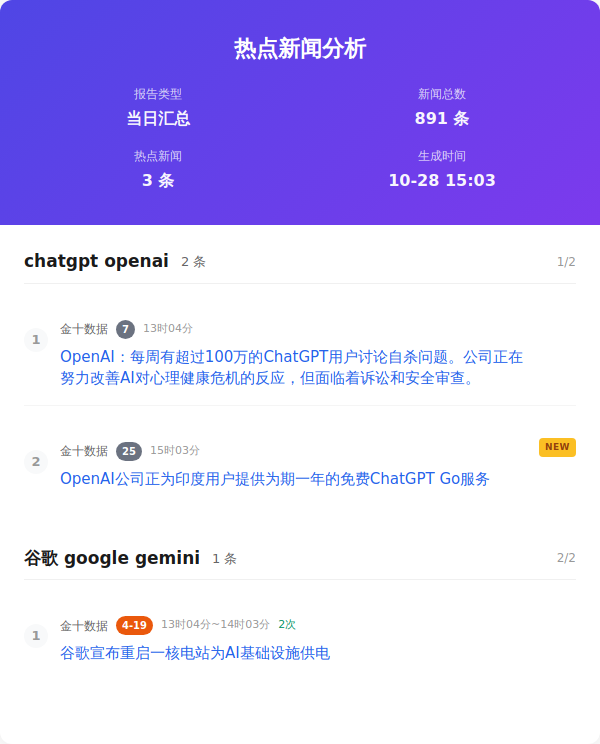 热点新闻分析
报告类型
新闻总数
当日汇总
891 条
热点新闻
生成时间
3 条
10-28 15:03
chatgpt openai 2 条 1/2
1 金十数据 7 13时04分
OpenAI：每周有超过100万的ChatGPT用户讨论自杀问题。公司正在
努力改善AI对心理健康危机的反应，但面临着诉讼和安全审查。
2 金十数据 25 15时03分 NEW
OpenAI公司正为印度用户提供为期一年的免费ChatGPT Go服务
谷歌 google gemini 1 条 2/2
1 金十数据 4-19 13时04分~14时03分 2次
谷歌宣布重启一核电站为AI基础设施供电